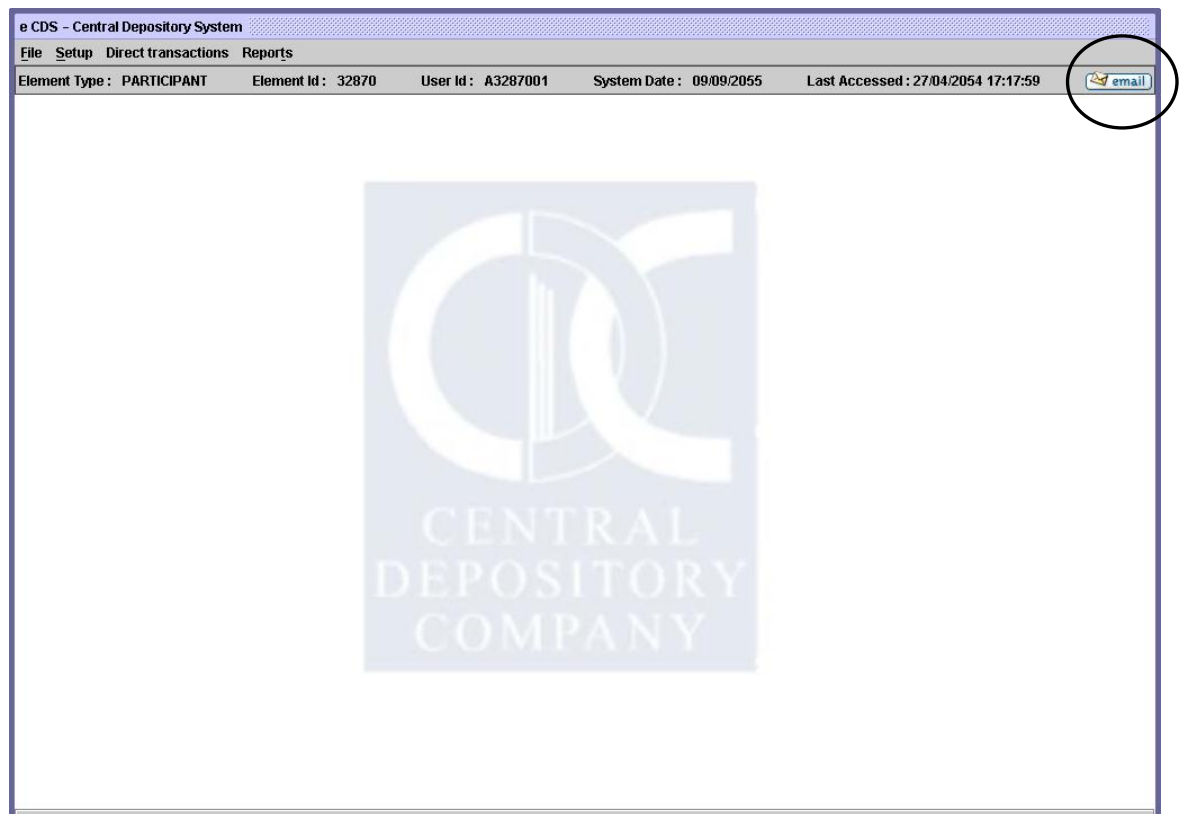 e CDS - Central Depository System
File Setup Direct transactions Reports
Element Type : PARTICIPANT Element Id : 32870 User Id : A3287001 System Date : 09/09/2055 Last Accessed : 27/04/2054 17:17:59 email
CDC
CENTRAL
DEPOSITORY
COMPANY